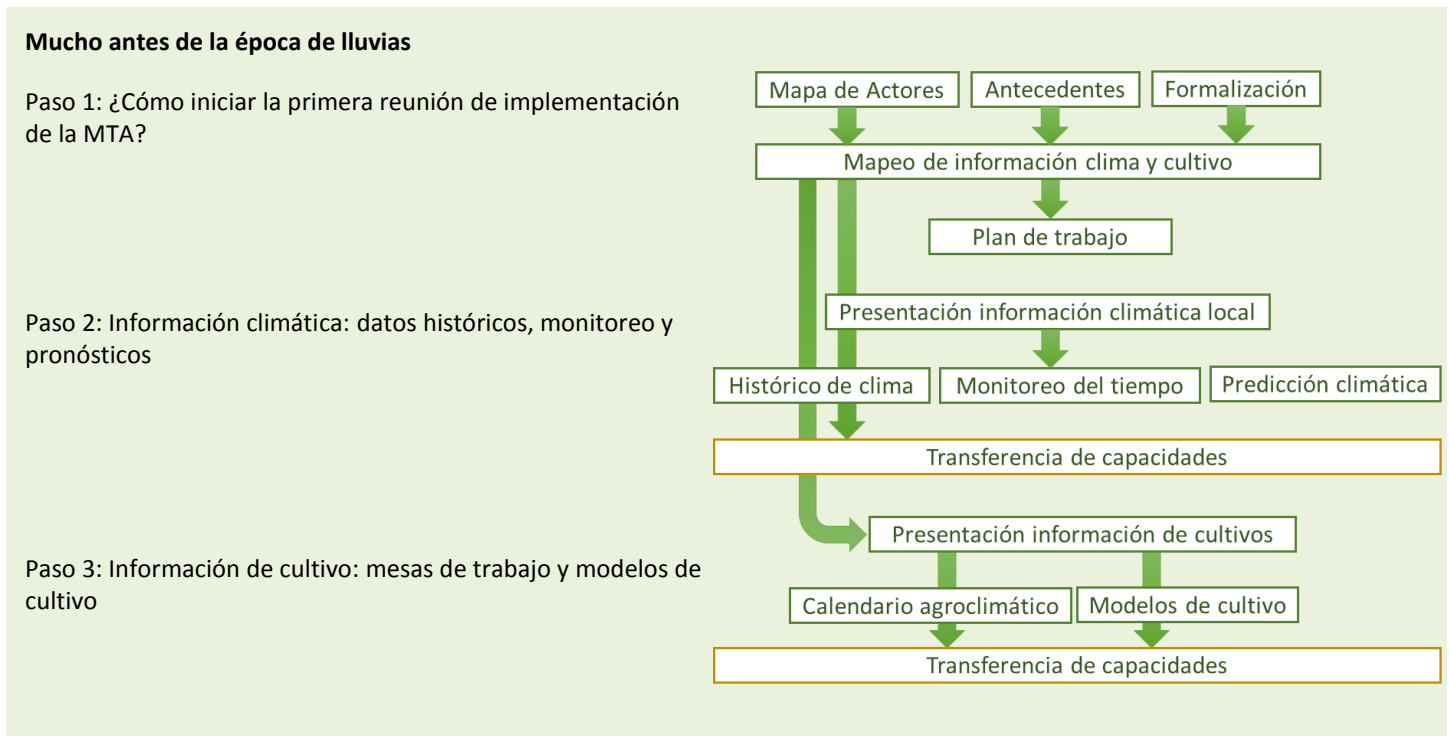 Mucho antes de la época de lluvias
Paso 1: ¿Cómo iniciar la primera reunión de implementación
de la MTA?
Mapa de Actores
Antecedentes
Formalización
Mapeo de información clima y cultivo
Plan de trabajo
Paso 2: Información climática: datos históricos, monitoreo y
pronósticos
Presentación información climática local
Histórico de clima
Monitoreo del tiempo
Predicción climática
Transferencia de capacidades
Paso 3: Información de cultivo: mesas de trabajo y modelos de
cultivo
Presentación información de cultivos
Calendario agroclimático
Modelos de cultivo
Transferencia de capacidades